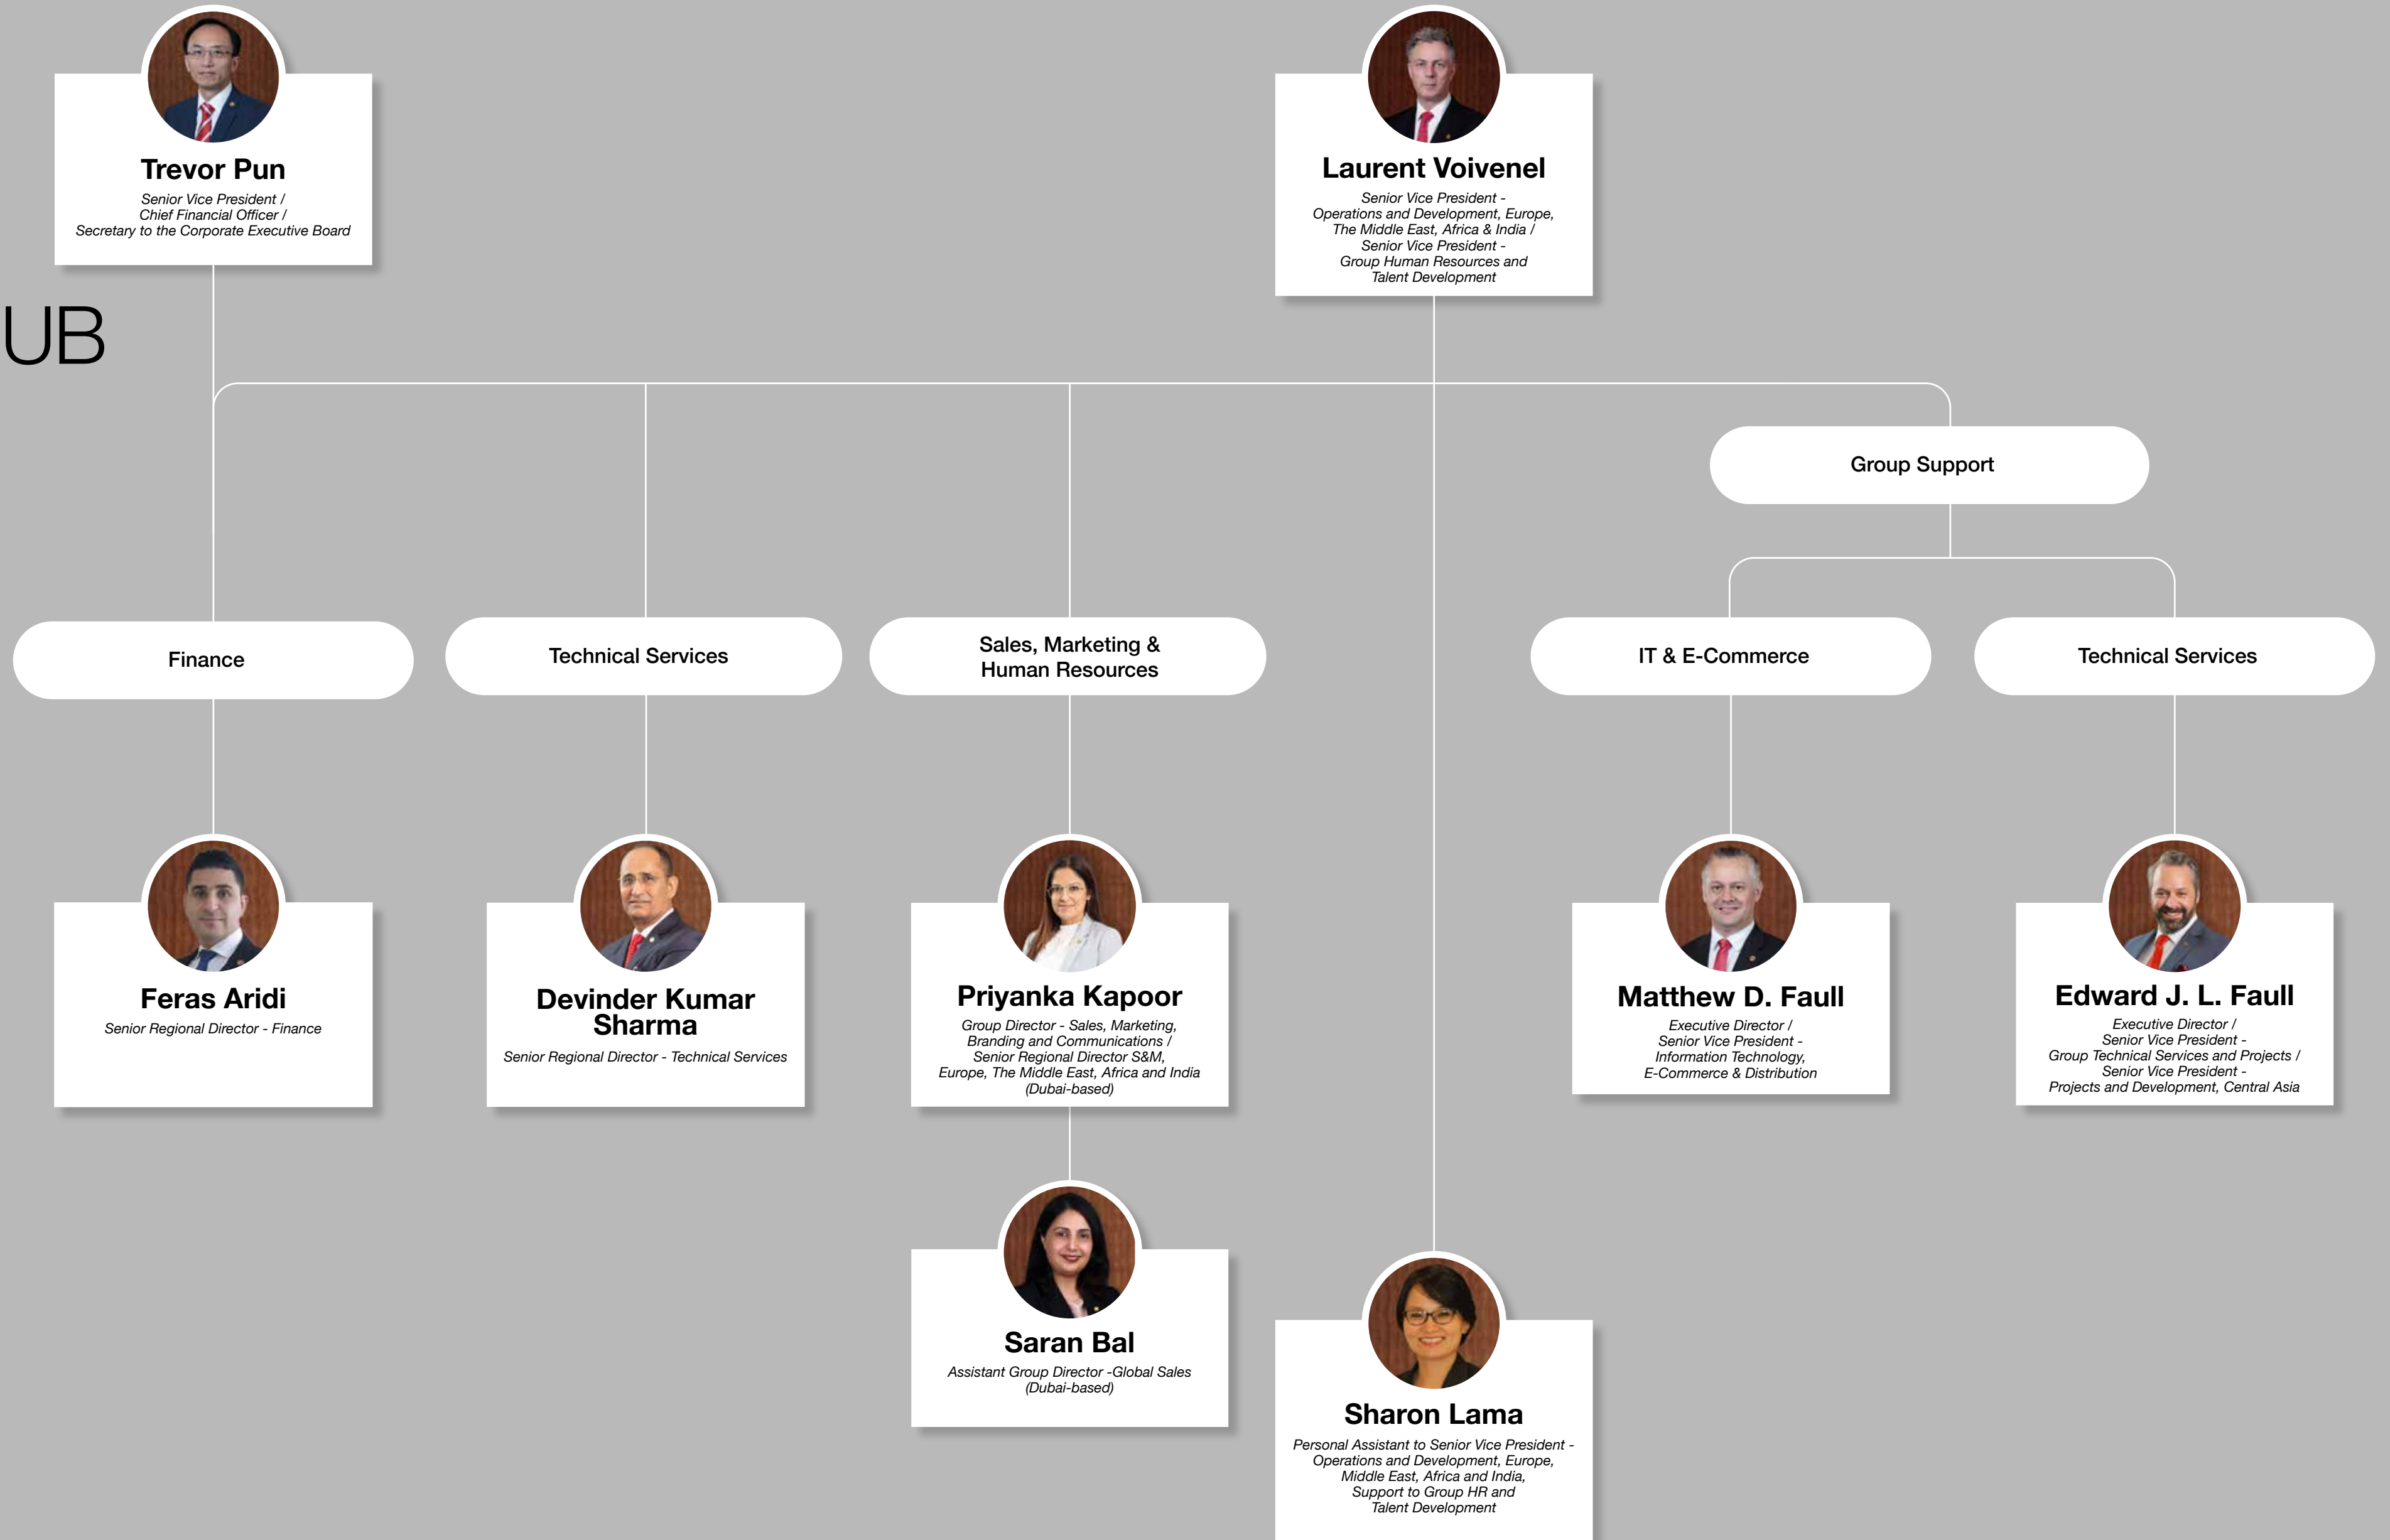 Trevor Pun
Senior Vice President /
Chief Financial Officer /
Secretary to the Corporate Executive Board
Laurent Voivenel
Senior Vice President -
Operations and Development, Europe,
The Middle East, Africa & India /
Senior Vice President -
Group Human Resources and
Talent Development
UB
Group Support
Finance
Technical Services
Sales, Marketing &
Human Resources
IT & E-Commerce
Technical Services
Feras Aridi
Senior Regional Director - Finance
Devinder Kumar
Sharma
Senior Regional Director - Technical Services
Priyanka Kapoor
Group Director - Sales, Marketing,
Branding and Communications /
Senior Regional Director S&M,
Europe, The Middle East, Africa and India
(Dubai-based)
Matthew D. Faull
Executive Director /
Senior Vice President -
Information Technology,
E-Commerce & Distribution
Edward J. L. Faull
Executive Director /
Senior Vice President -
Group Technical Services and Projects /
Senior Vice President -
Projects and Development, Central Asia
Saran Bal
Assistant Group Director -Global Sales
(Dubai-based)
Sharon Lama
Personal Assistant to Senior Vice President -
Operations and Development, Europe,
Middle East, Africa and India,
Support to Group HR and
Talent Development